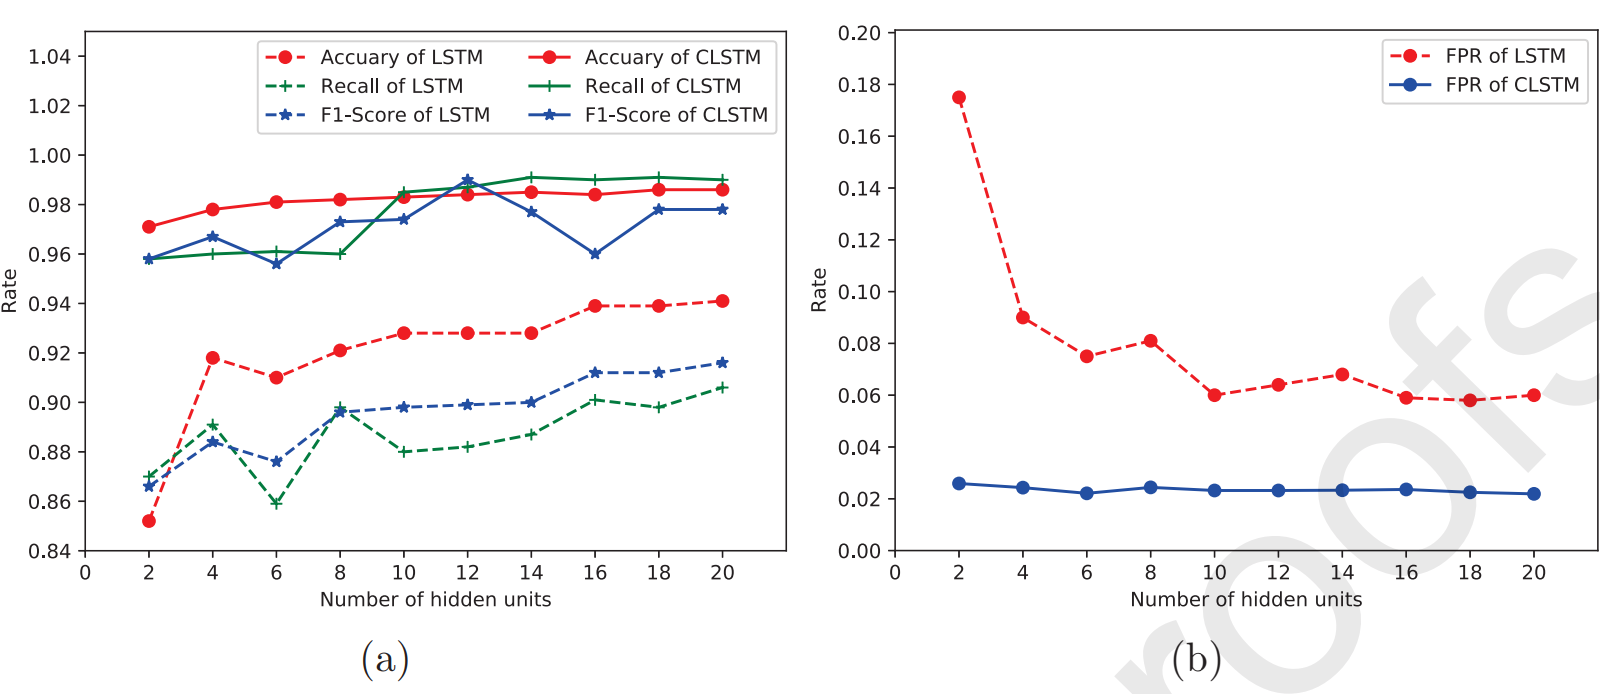 1.04
1.02
1.00
0.98
0.96
0.94
0.92
0.90
0.88
0.86
0.84
Rate
0 2 4 6 8 10 12 14 16 18 20
Number of hidden units
Accuary of LSTM
Recall of LSTM
F1-Score of LSTM
Accuary of CLSTM
Recall of CLSTM
F1-Score of CLSTM
(a)
0.20
0.18
0.16
0.14
0.12
0.10
0.08
0.06
0.04
0.02
0.00
Rate
0 2 4 6 8 10 12 14 16 18 20
Number of hidden units
FPR of LSTM
FPR of CLSTM
(b)
roofs